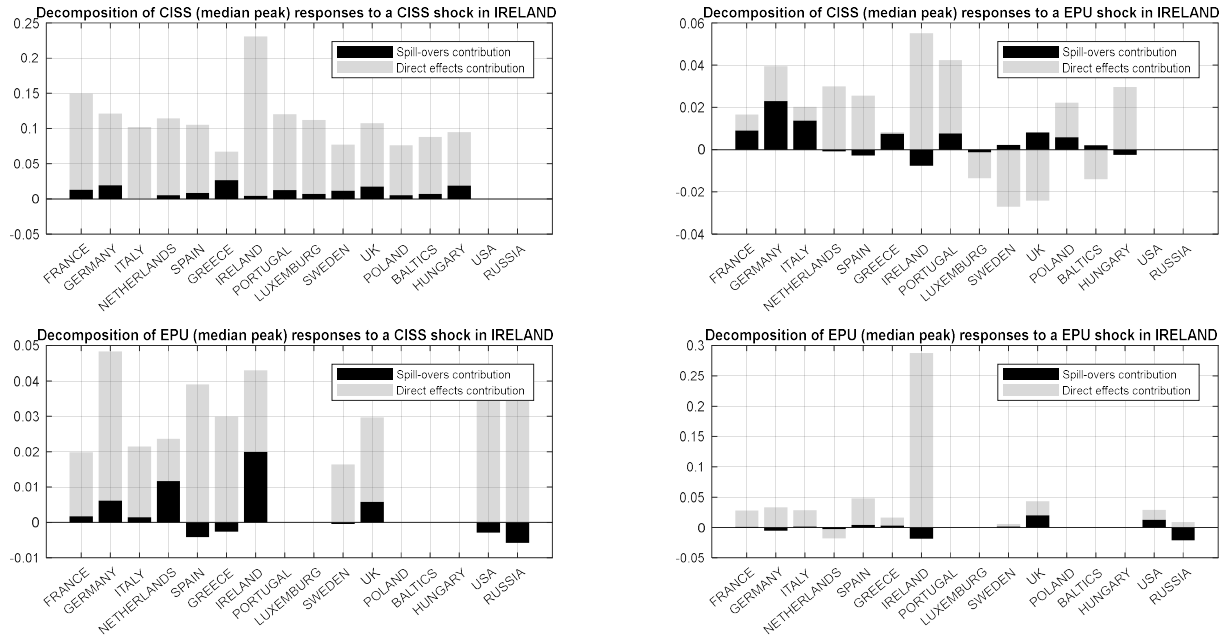 Decomposition of CISS (median peak) responses to a CISS shock in IRELAND
0.25
0.2
0.15
0.1
0.05
0
-0.05
Spill-overs contribution
Direct effects contribution
FRANCE
GERMANY
ITALY
NETHERLANDS
SPAIN
GREECE
IRELAND
PORTUGAL
LUXEMBURG
SWEDEN
UK
POLAND
BALTICS
HUNGARY
USA
RUSSIA
Decomposition of CISS (median peak) responses to a EPU shock in IRELAND
0.06
0.04
0.02
0
-0.02
-0.04
Spill-overs contribution
Direct effects contribution
FRANCE
GERMANY
ITALY
NETHERLANDS
SPAIN
GREECE
IRELAND
PORTUGAL
LUXEMBURG
SWEDEN
UK
POLAND
BALTICS
HUNGARY
USA
RUSSIA
Decomposition of EPU (median peak) responses to a CISS shock in IRELAND
0.05
0.04
0.03
0.02
0.01
0
-0.01
Spill-overs contribution
Direct effects contribution
FRANCE
GERMANY
ITALY
NETHERLANDS
SPAIN
GREECE
IRELAND
PORTUGAL
LUXEMBURG
SWEDEN
UK
POLAND
BALTICS
HUNGARY
USA
RUSSIA
Decomposition of EPU (median peak) responses to a EPU shock in IRELAND
0.3
0.25
0.2
0.15
0.1
0.05
0
-0.05
Spill-overs contribution
Direct effects contribution
FRANCE
GERMANY
ITALY
NETHERLANDS
SPAIN
GREECE
IRELAND
PORTUGAL
LUXEMBURG
SWEDEN
UK
POLAND
BALTICS
HUNGARY
USA
RUSSIA